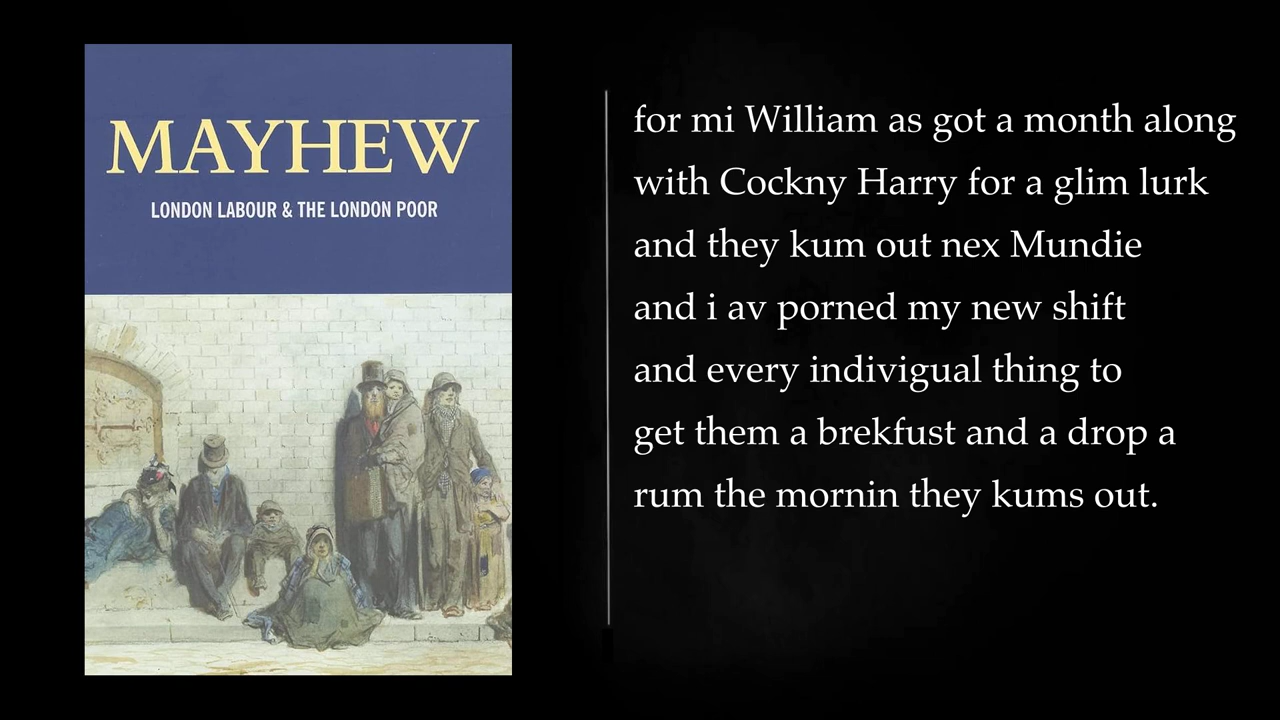 MAYHEW
LONDON LABOUR & THE LONDON POOR
for mi William as got a month along
with Cockny Harry for a glim lurk
and they kum out nex Mundie
and i av porned my new shift
and every indivigual thing to
get them a brekfust and a drop a
rum the mornin they kums out.